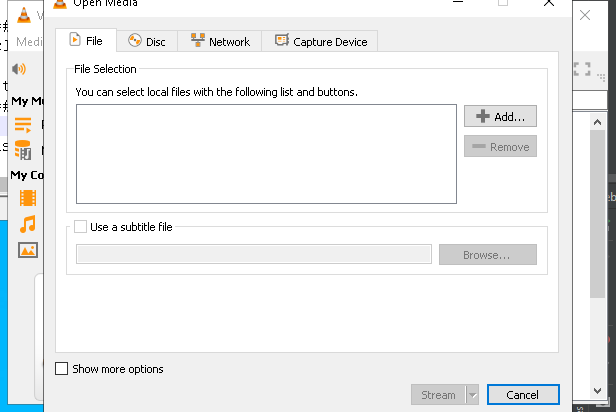 Open Media
Medi
File
Disc
Network
Capture Device
File Selection
You can select local files with the following list and buttons.
Add...
Remove
My Mu
My Co
Use a subtitle file
Browse...
Show more options
Stream
Cancel